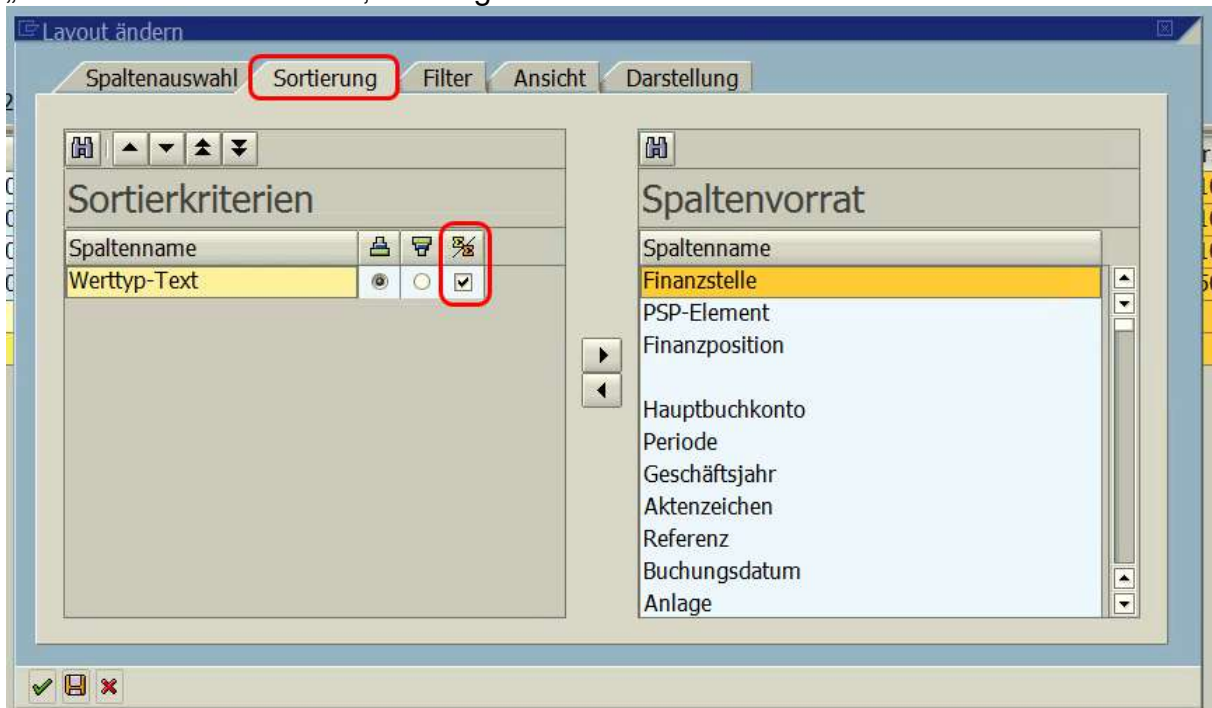 Layout ändern
Spaltenauswahl Sortierung Filter Ansicht Darstellung
Sortierkriterien
Spaltenname
Werttyp-Text
Spaltenvorrat
Spaltenname
Finanzstelle
PSP-Element
Finanzposition
Hauptbuchkonto
Periode
Geschäftsjahr
Aktenzeichen
Referenz
Buchungsdatum
Anlage